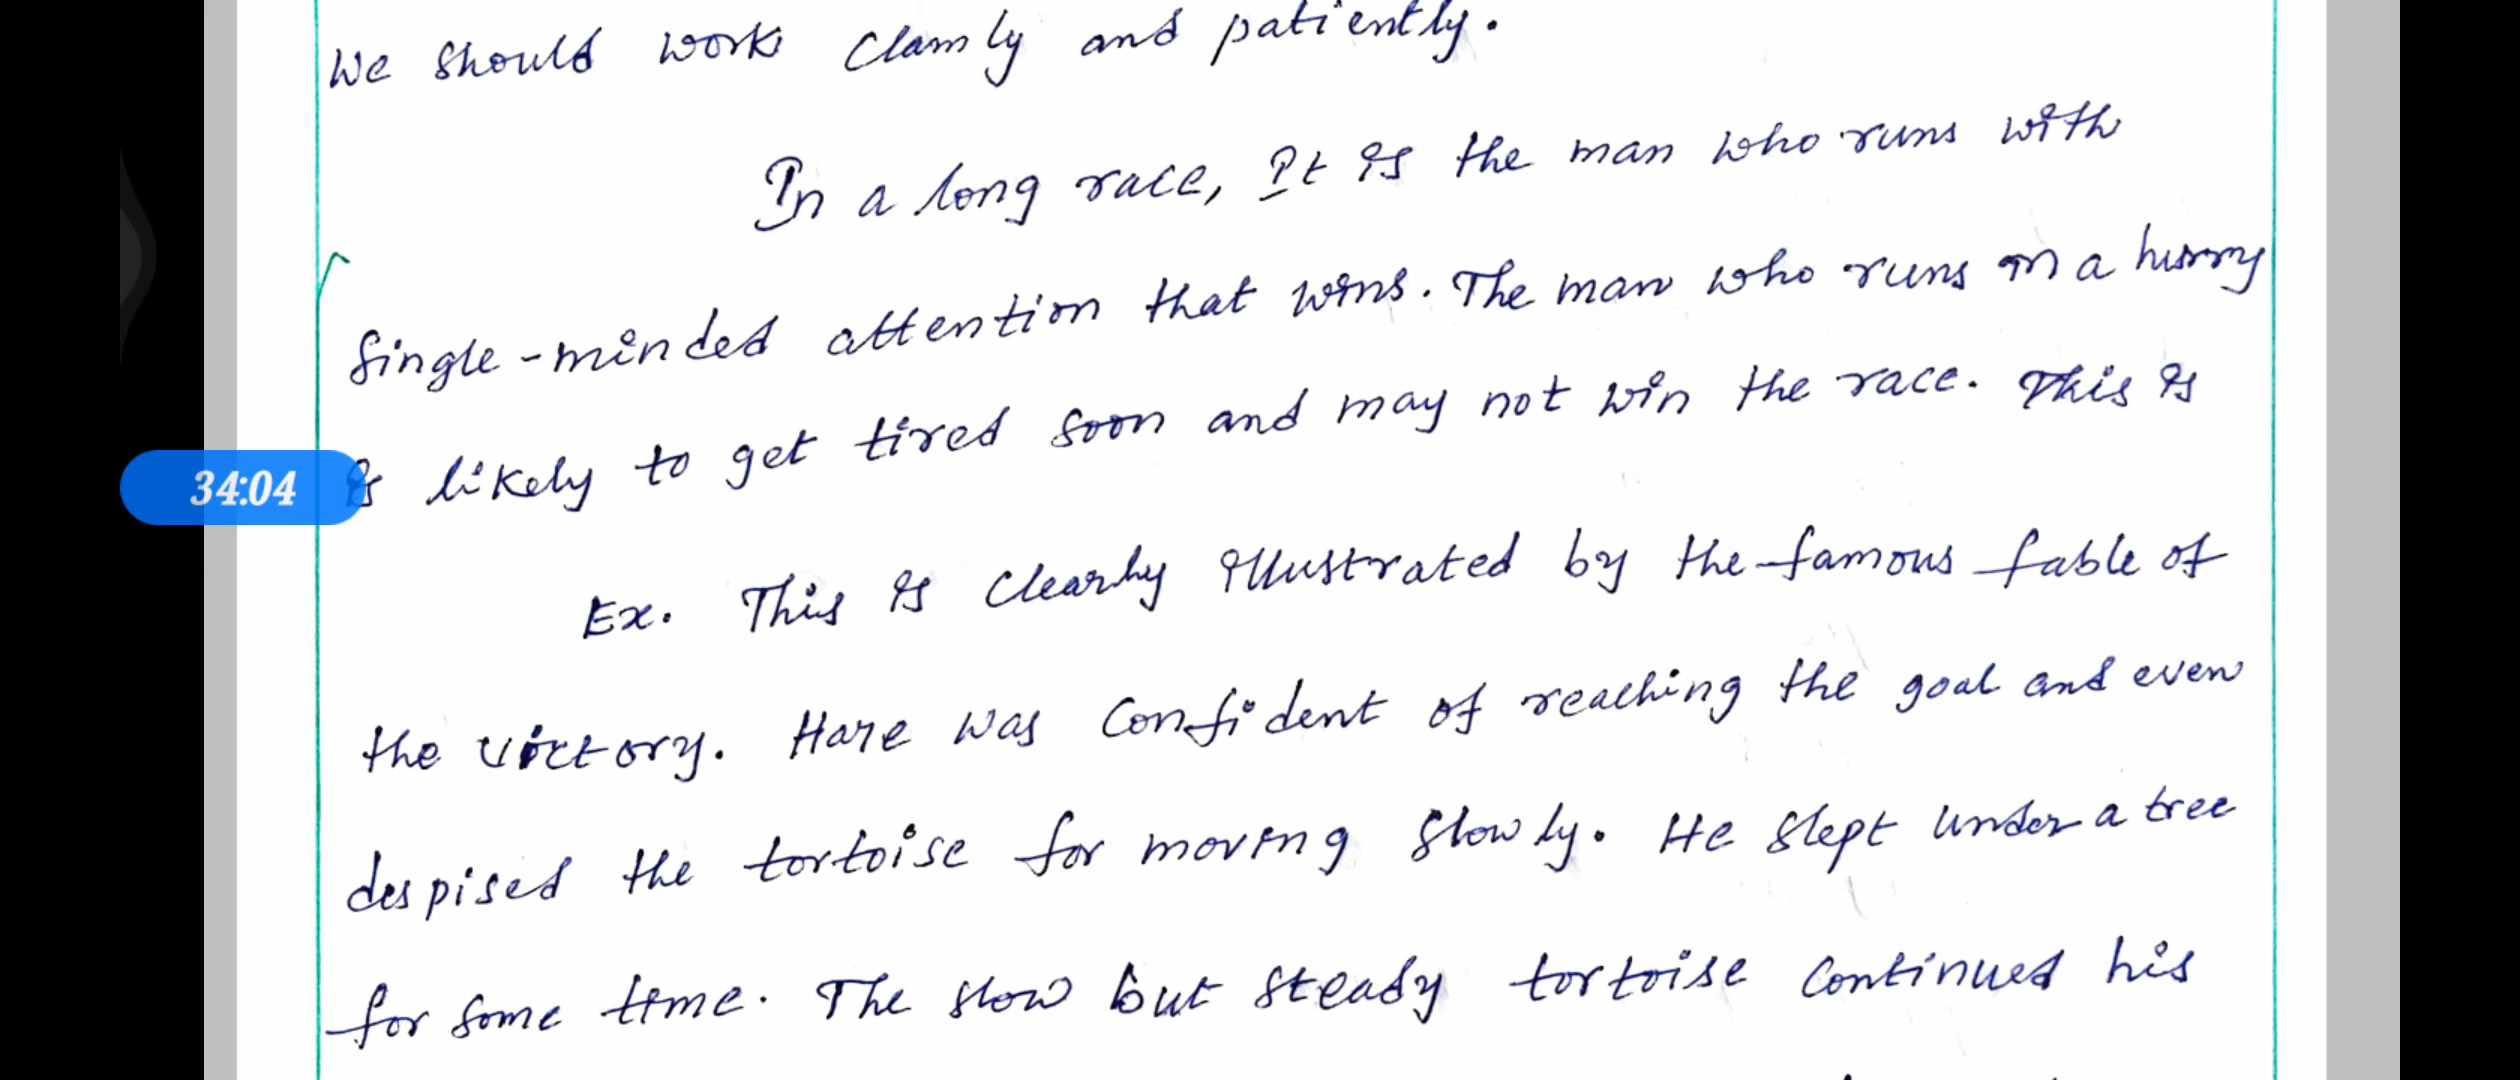 We should work clamly and patiently.
In a long race, It is the man who runs with
single-minded attention that wins. The man who runs in a hurry
is likely to get tired soon and may not win the race. This is
34:04
Ex. This is clearly illustrated by the famous fable of
the victory. Hare was confident of reaching the goal and even
despised the tortoise for moving slowly. He slept under a tree
for some time. The slow but steady tortoise continued his